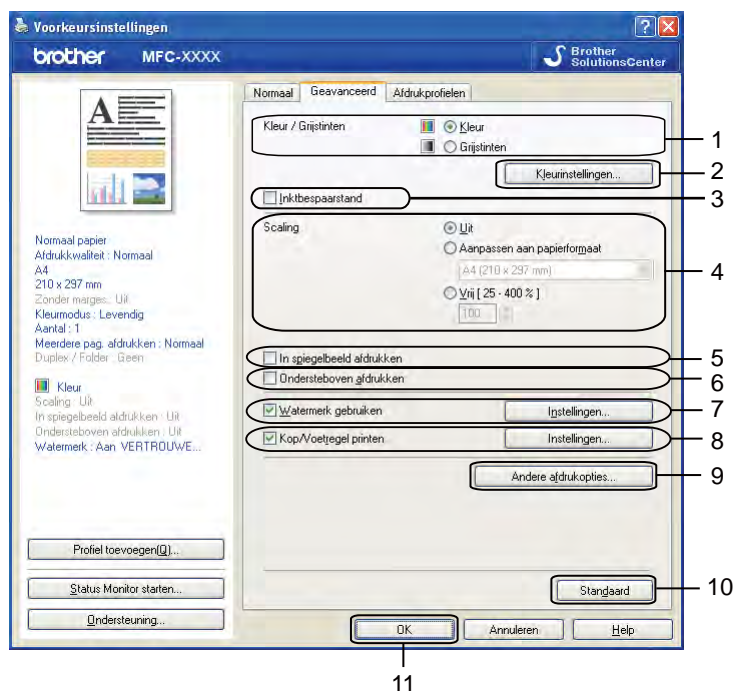 Voorkeursinstellingen
brother MFC-XXXX
Brother
SolutionsCenter
Normaal Geavanceerd Afdrukprofielen
Kleur / Grijstinten
Kleur
Grijstinten
1
Kleurinstellingen...
2
Inktbespaarstand
3
Scaling
Uit
Aanpassen aan papierformaat
A4 (210 x 297 mm)
Vrij [ 25 - 400 % ]
100
4
In spiegelbeeld afdrukken
5
Ondersteboven afdrukken
6
Watermerk gebruiken
Instellingen...
7
Kop/Voetregel printen
Instellingen...
8
Andere afdrukopties...
9
Standaard
10
A
Normaal papier
Afdrukkwaliteit : Normaal
A4
210 x 297 mm
Zonder marges : Uit
Kleurmodus : Levendig
Aantal : 1
Meerdere pag. afdrukken : Normaal
Duplex / Folder : Geen
Kleur
Scaling : Uit
In spiegelbeeld afdrukken : Uit
Ondersteboven afdrukken : Uit
Watermerk : Aan VERTROUWE...
Profiel toevoegen(Q)...
Status Monitor starten...
Ondersteuning...
OK
Annuleren
Help
11